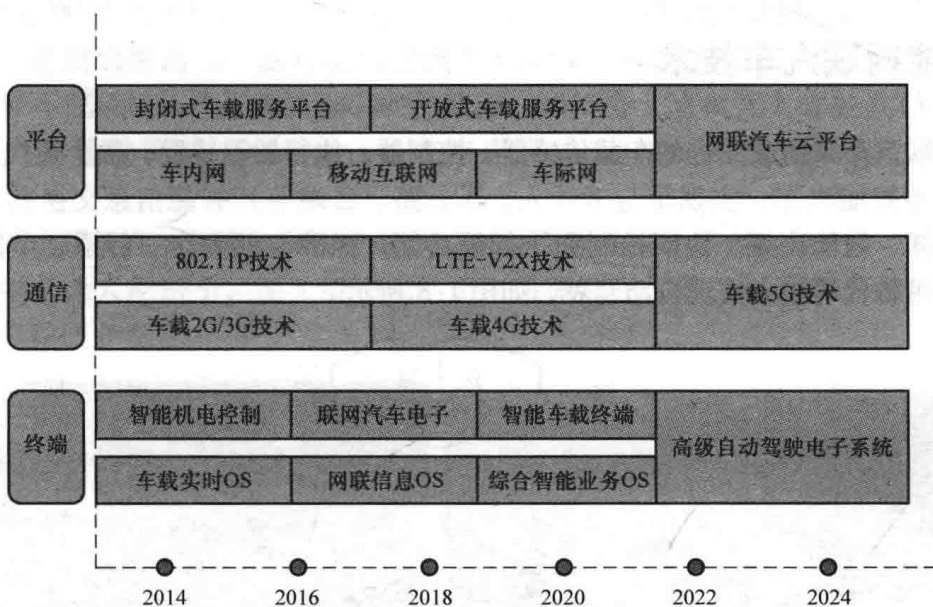 平台
封闭式车载服务平台 开放式车载服务平台
网联汽车云平台
车内网 移动互联网 车际网
通信
802.11P技术 LTE-V2X技术
车载5G技术
车载2G/3G技术 车载4G技术
终端
智能机电控制 联网汽车电子 智能车载终端
高级自动驾驶电子系统
车载实时OS 网联信息OS 综合智能业务OS
2014 2016 2018 2020 2022 2024